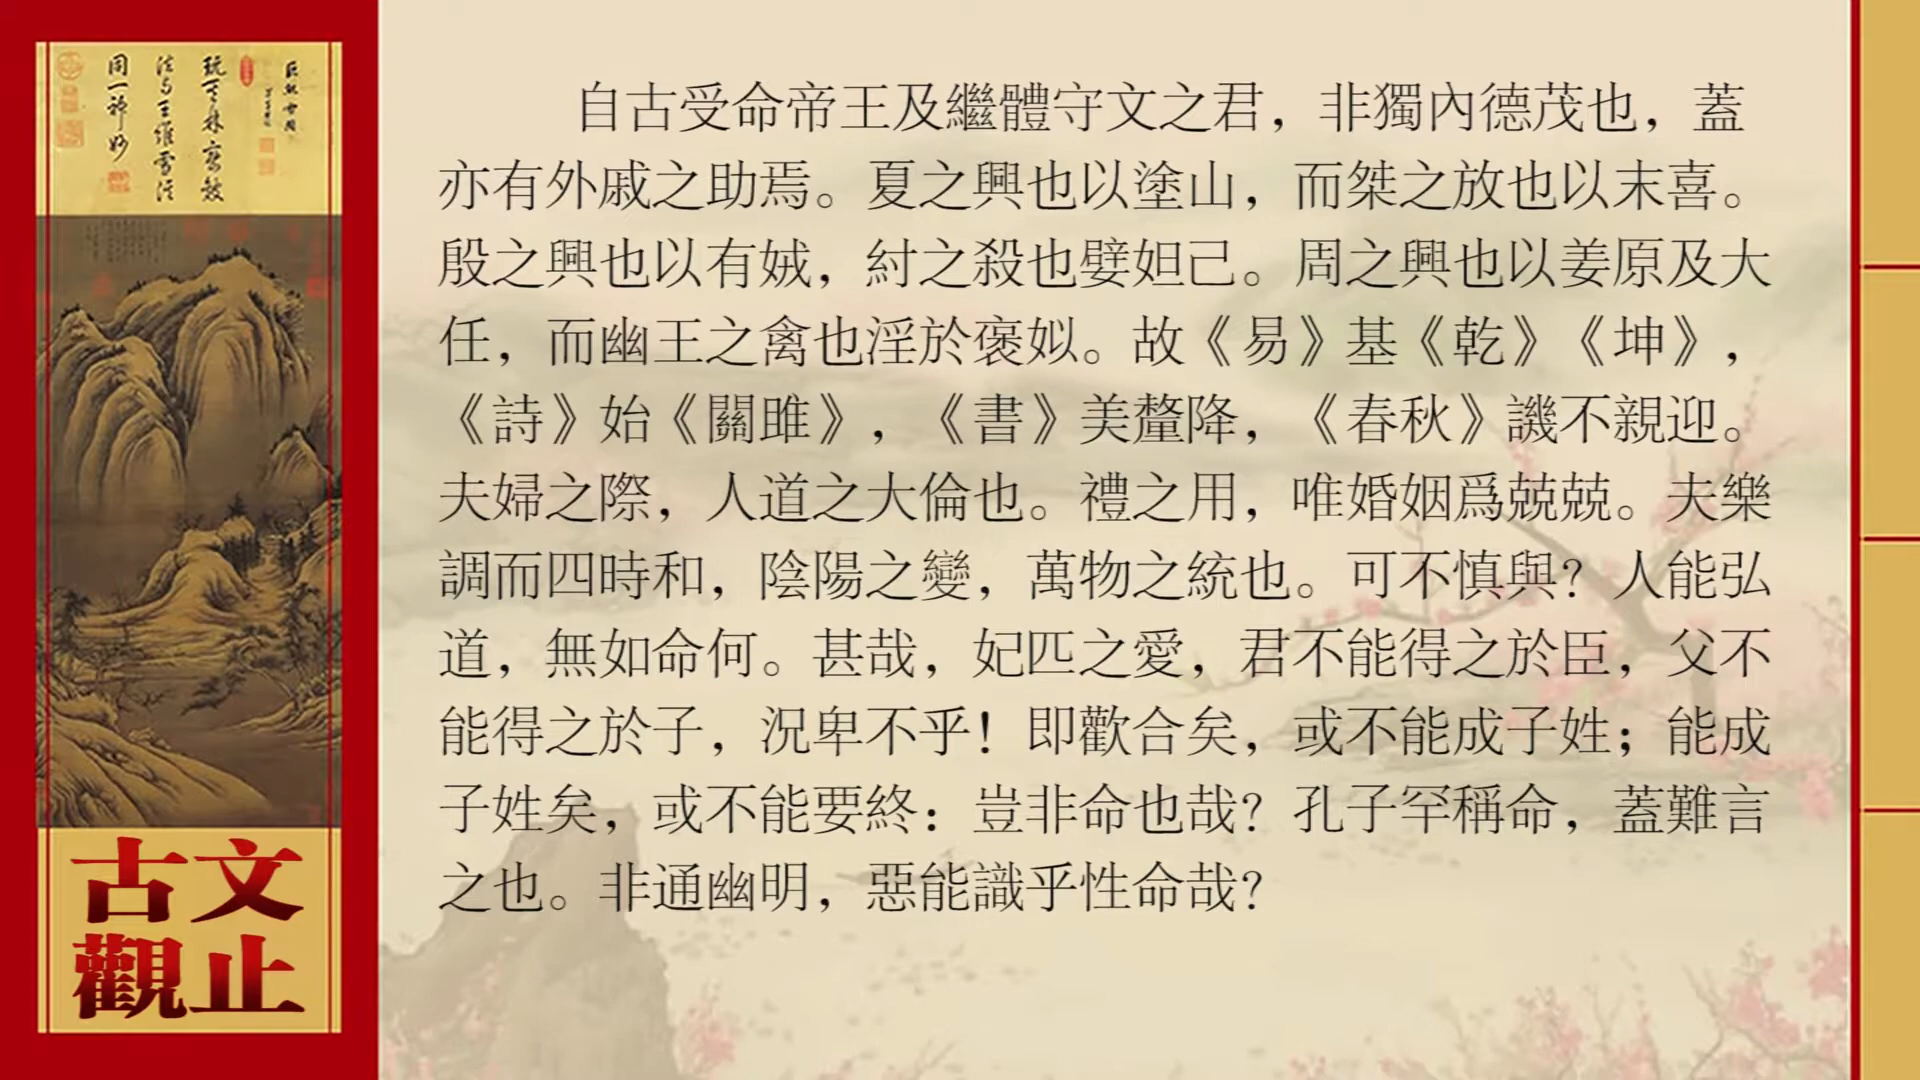 自古受命帝王及繼體守文之君，非獨內德茂也，蓋
亦有外戚之助焉。夏之興也以塗山，而桀之放也以末喜。
殷之興也以有娀，紂之殺也嬖妲己。周之興也以姜原及大
任，而幽王之禽也淫於褒姒。故《易》基《乾》《坤》，
《詩》始《關雎》，《書》美釐降，《春秋》譏不親迎。
夫婦之際，人道之大倫也。禮之用，唯婚姻爲兢兢。夫樂
調而四時和，陰陽之變，萬物之統也。可不慎與？人能弘
道，無如命何。甚哉，妃匹之愛，君不能得之於臣，父不
能得之於子，況卑不乎！即歡合矣，或不能成子姓；能成
子姓矣，或不能要終：豈非命也哉？孔子罕稱命，蓋難言
之也。非通幽明，惡能識乎性命哉？
同一神妙
古文
觀止